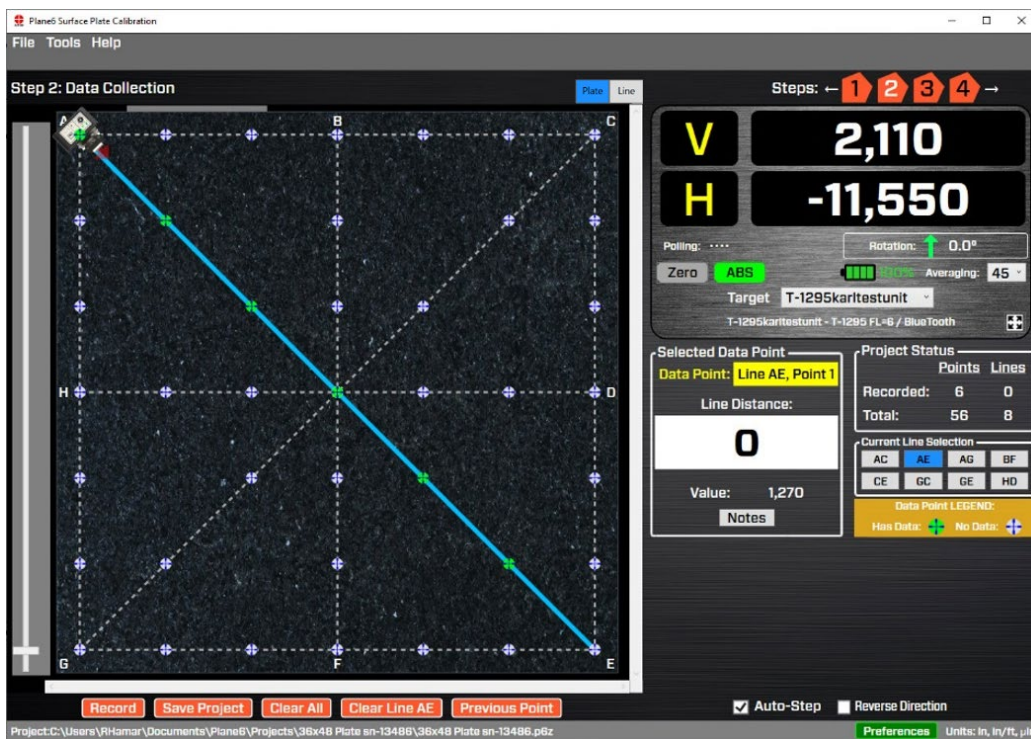 Plane6 Surface Plate Calibration
File Tools Help
Step 2: Data Collection
Plate Line
Steps: ← 1 2 3 4 →
A B C
H D
G F E
V 2,110
H -11,550
Polling: ····
Rotation: 0.0°
Zero ABS
Averaging: 45
Target T-1295karltestunit
T-1295karltestunit - T-1295 FL=6 / BlueTooth
Selected Data Point
Data Point: Line AE, Point 1
Line Distance:
0
Value: 1,270
Notes
Project Status
Points Lines
Recorded: 6 0
Total: 56 8
Current Line Selection
AC AE AG BF
CE GC GE HD
Data Point LEGEND:
Has Data: No Data:
Record Save Project Clear All Clear Line AE Previous Point
Auto-Step Reverse Direction
Project:C:\Users\RHamar\Documents\Plane6\Projects\36x48 Plate sn-13486\36x48 Plate sn-13486.p6z
Preferences Units: in, in/ft,